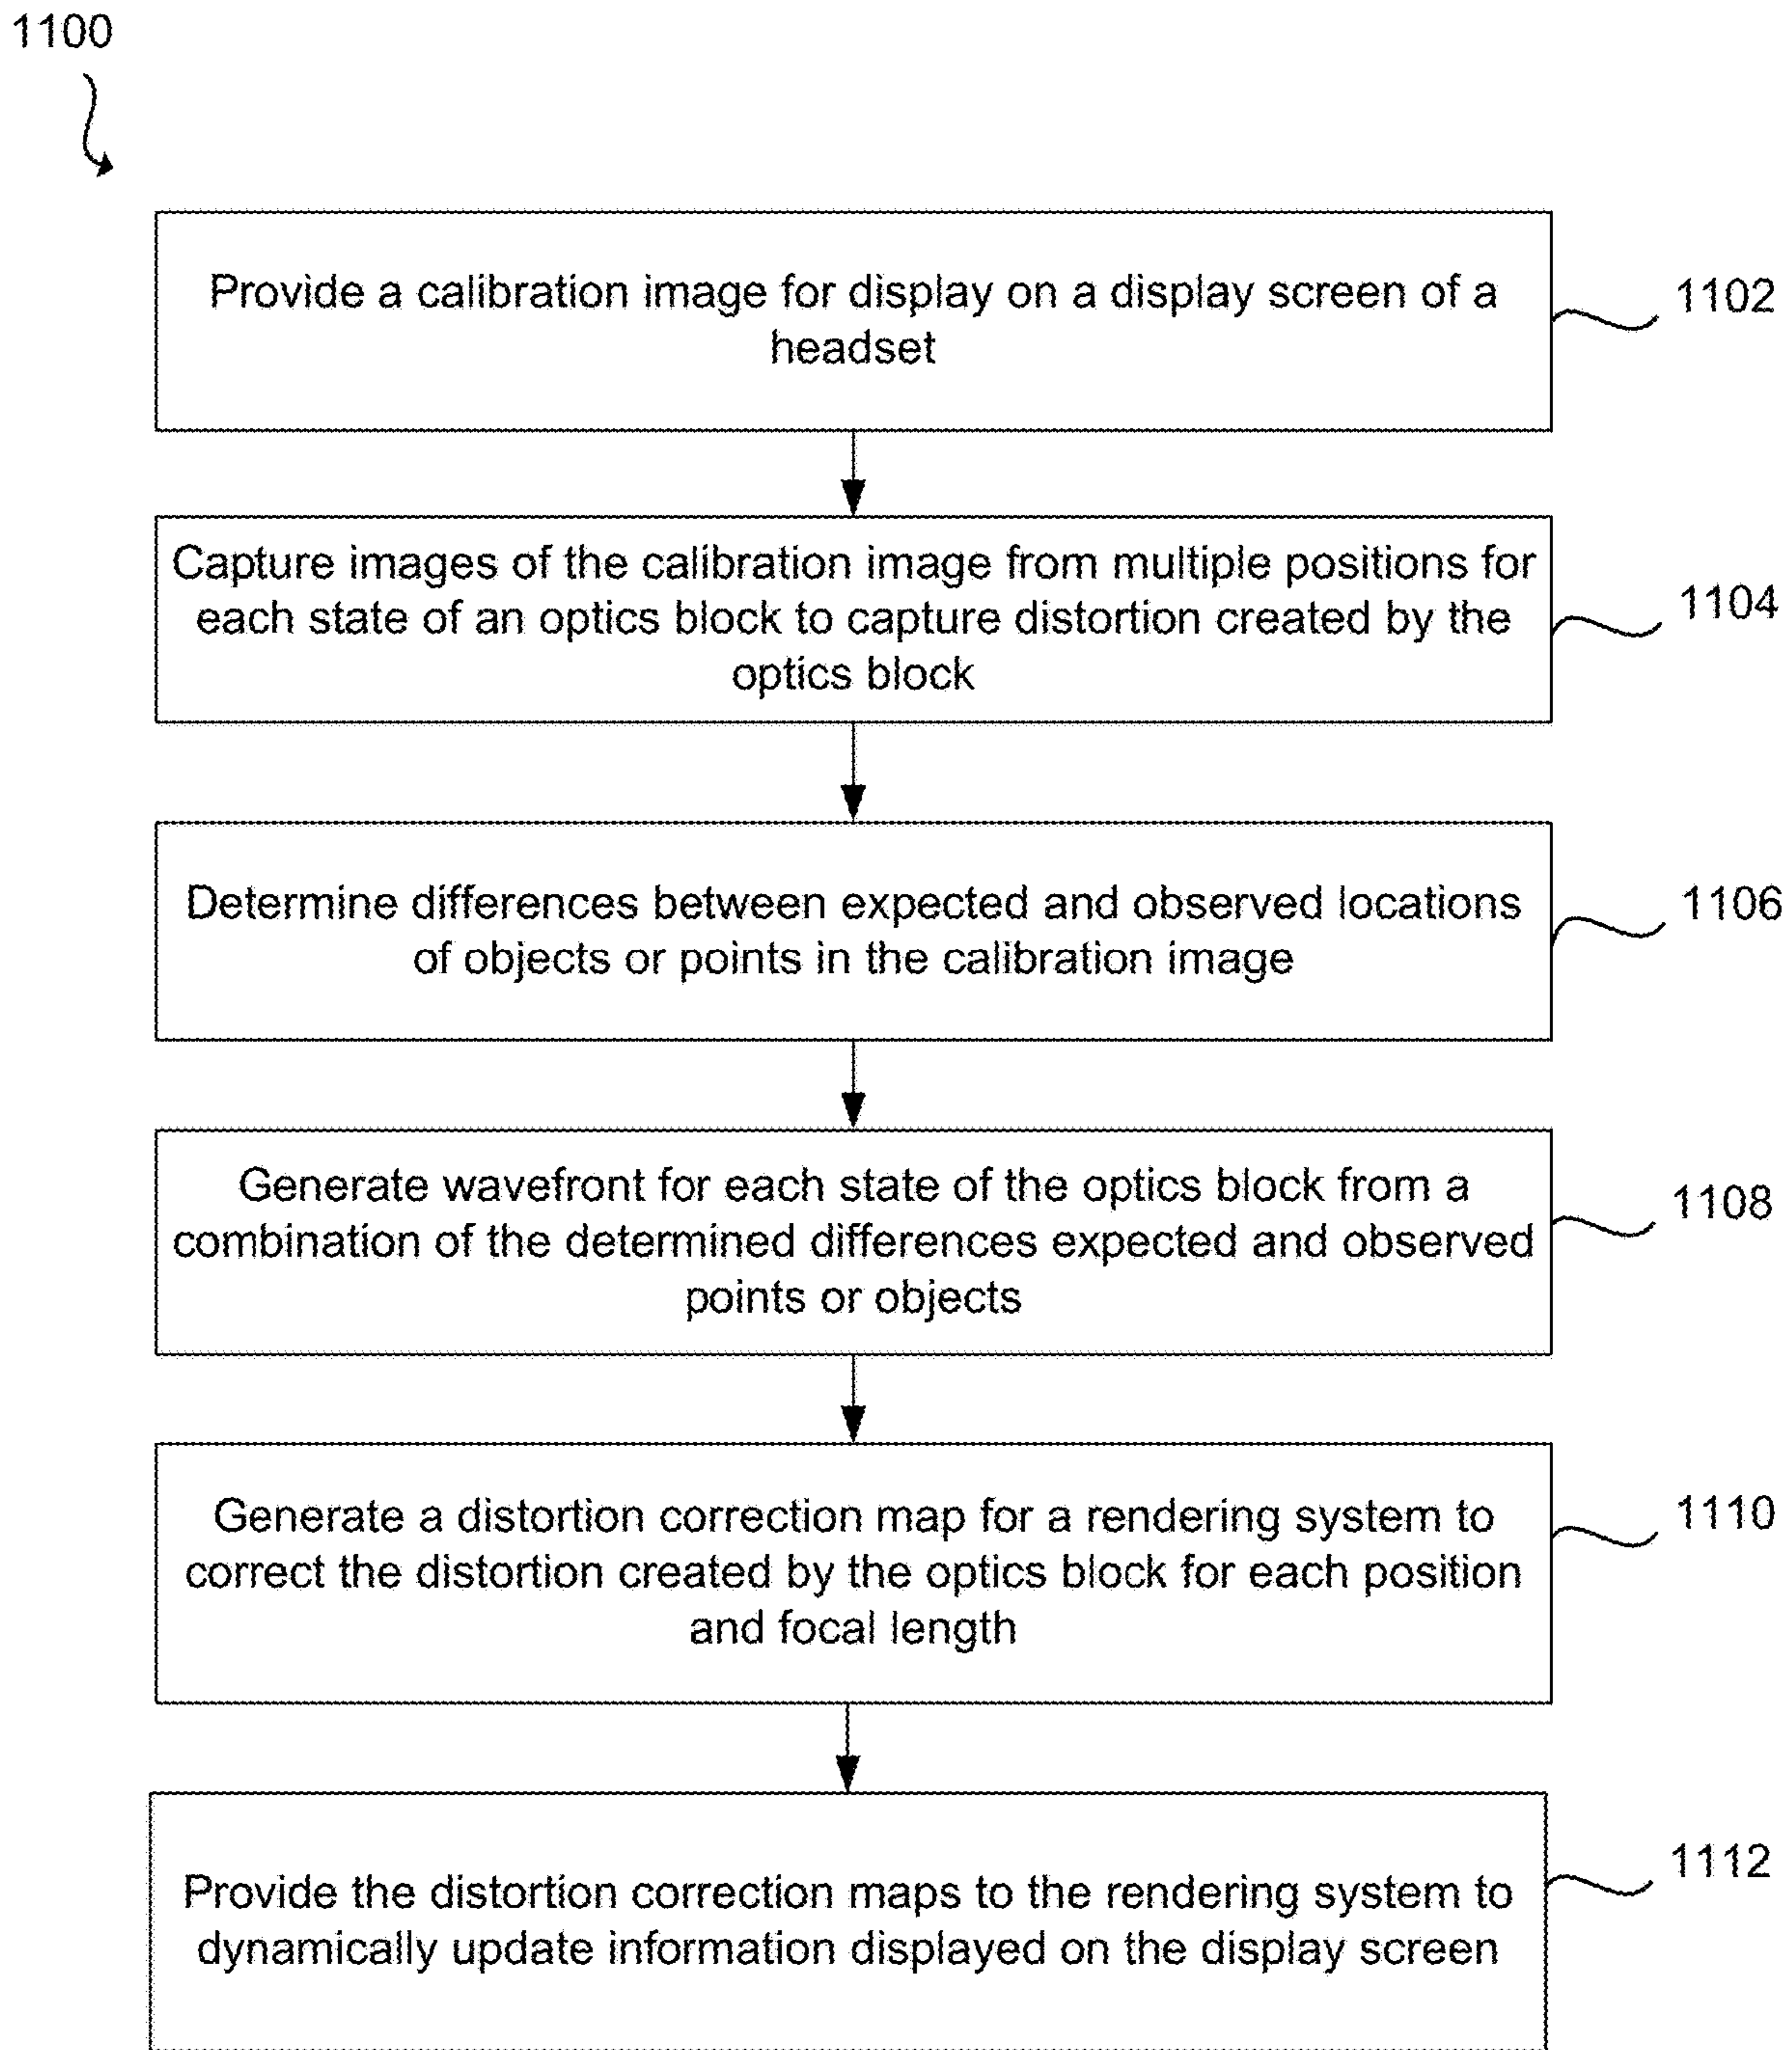 1100
Provide a calibration image for display on a display screen of a
headset
1102
Capture images of the calibration image from multiple positions for
each state of an optics block to capture distortion created by the
optics block
1104
Determine differences between expected and observed locations
of objects or points in the calibration image
1106
Generate wavefront for each state of the optics block from a
combination of the determined differences expected and observed
points or objects
1108
Generate a distortion correction map for a rendering system to
correct the distortion created by the optics block for each position
and focal length
1110
Provide the distortion correction maps to the rendering system to
dynamically update information displayed on the display screen
1112